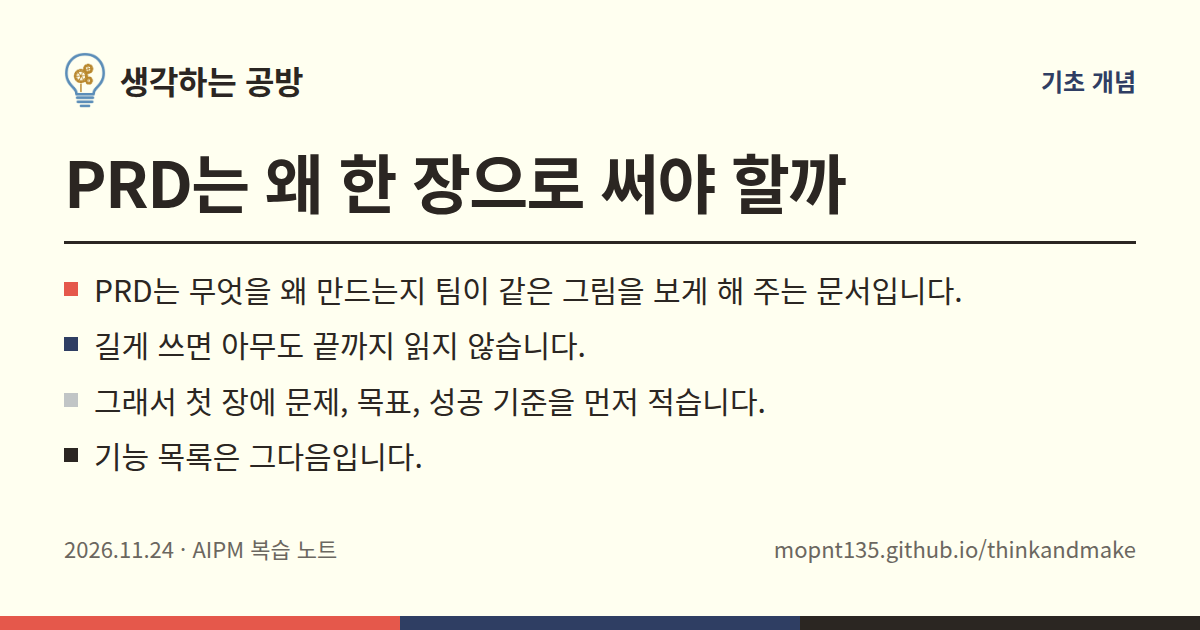 생각하는 공방
기초 개념
PRD는 왜 한 장으로 써야 할까
PRD는 무엇을 왜 만드는지 팀이 같은 그림을 보게 해 주는 문서입니다.
길게 쓰면 아무도 끝까지 읽지 않습니다.
그래서 첫 장에 문제, 목표, 성공 기준을 먼저 적습니다.
기능 목록은 그다음입니다.
2026.11.24 · AIPM 복습 노트
mopnt135.github.io/thinkandmake